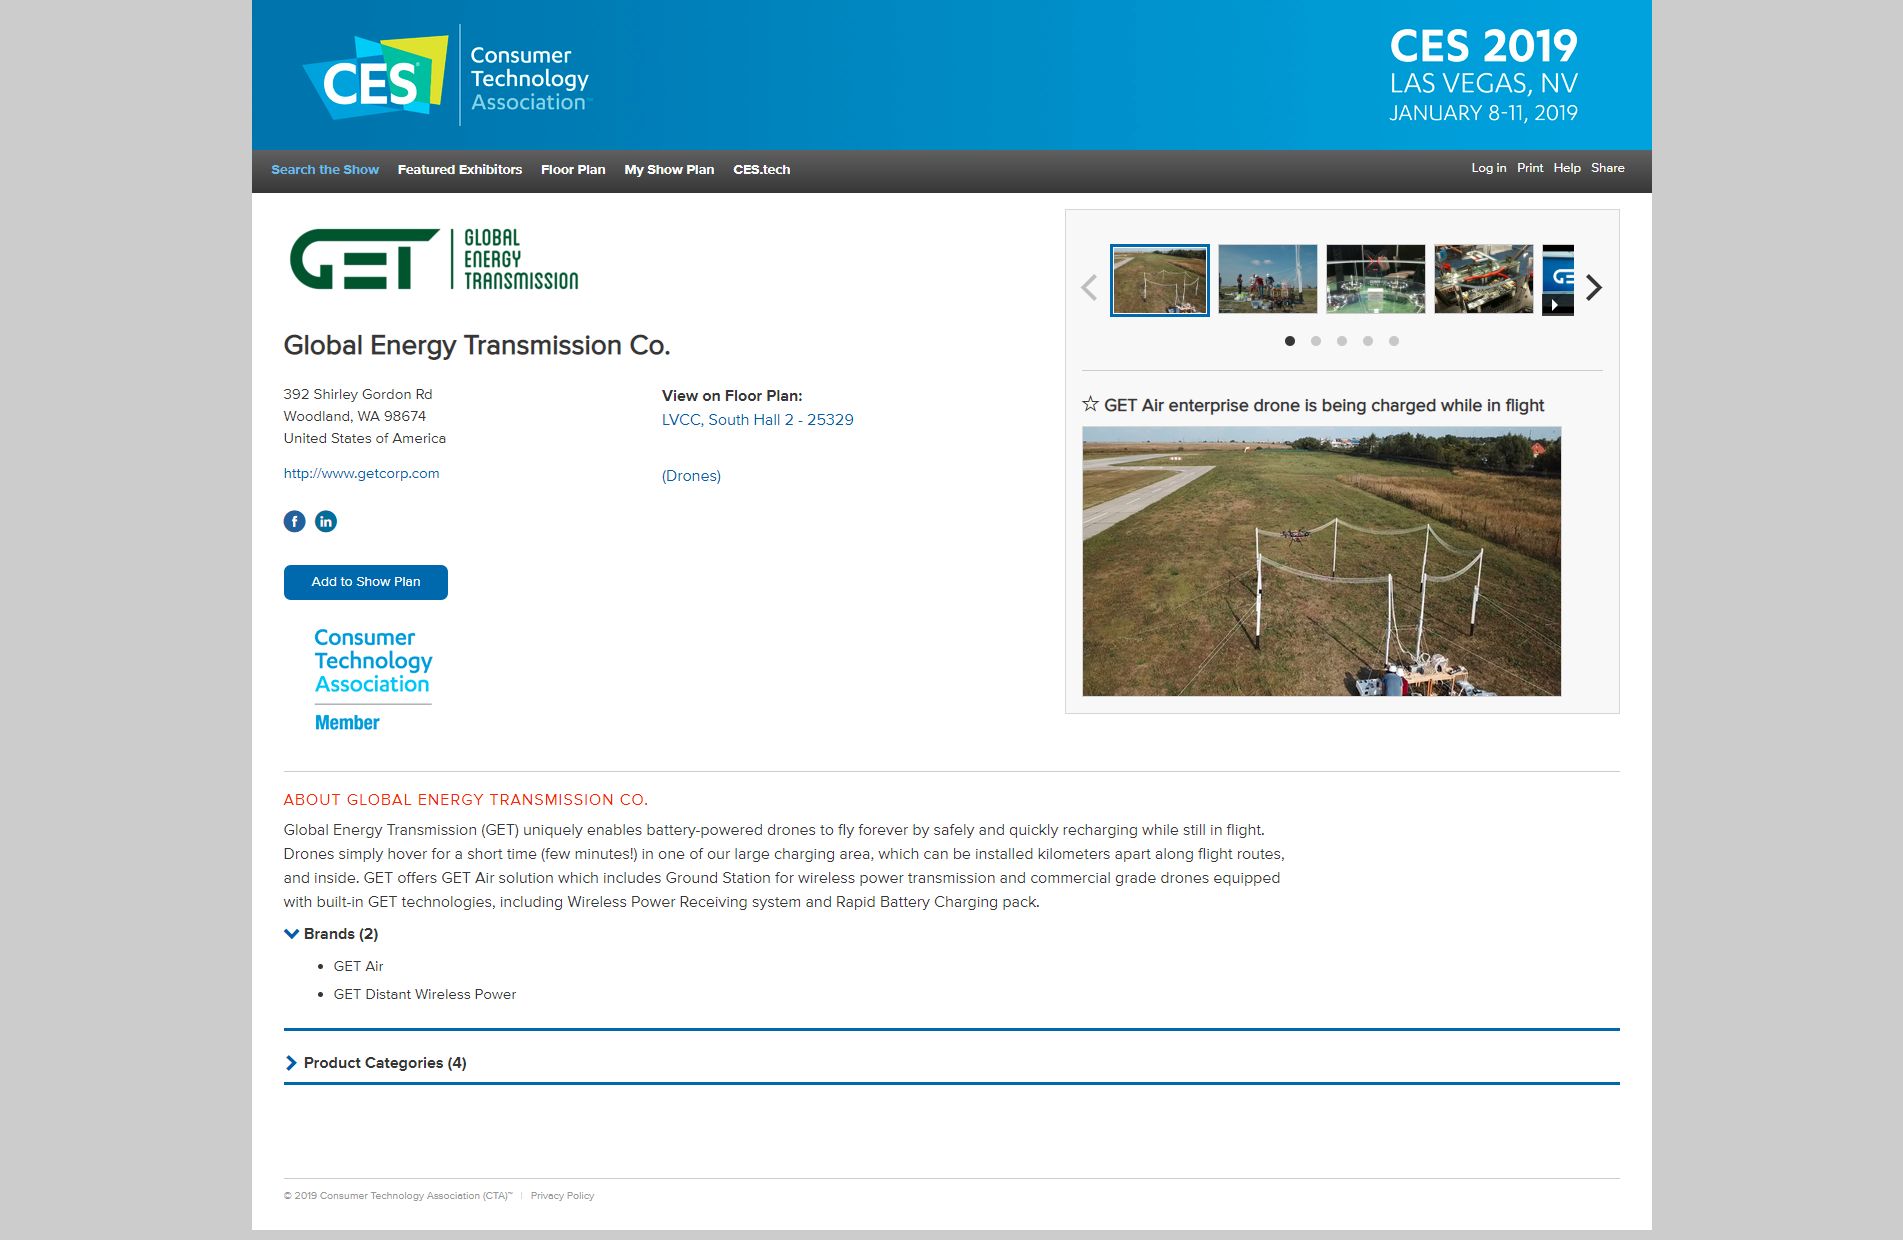 CES Consumer
Technology
Association™
CES 2019
LAS VEGAS, NV
JANUARY 8-11, 2019
Search the Show Featured Exhibitors Floor Plan My Show Plan CES.tech
Log in Print Help Share
GET GLOBAL
ENERGY
TRANSMISSION
Global Energy Transmission Co.
392 Shirley Gordon Rd
Woodland, WA 98674
United States of America
http://www.getcorp.com
View on Floor Plan:
LVCC, South Hall 2 - 25329
(Drones)
f in
Add to Show Plan
Consumer
Technology
Association
Member
☆ GET Air enterprise drone is being charged while in flight
ABOUT GLOBAL ENERGY TRANSMISSION CO.
Global Energy Transmission (GET) uniquely enables battery-powered drones to fly forever by safely and quickly recharging while still in flight.
Drones simply hover for a short time (few minutes!) in one of our large charging area, which can be installed kilometers apart along flight routes,
and inside. GET offers GET Air solution which includes Ground Station for wireless power transmission and commercial grade drones equipped
with built-in GET technologies, including Wireless Power Receiving system and Rapid Battery Charging pack.
Brands (2)
• GET Air
• GET Distant Wireless Power
Product Categories (4)
© 2019 Consumer Technology Association (CTA)™ | Privacy Policy